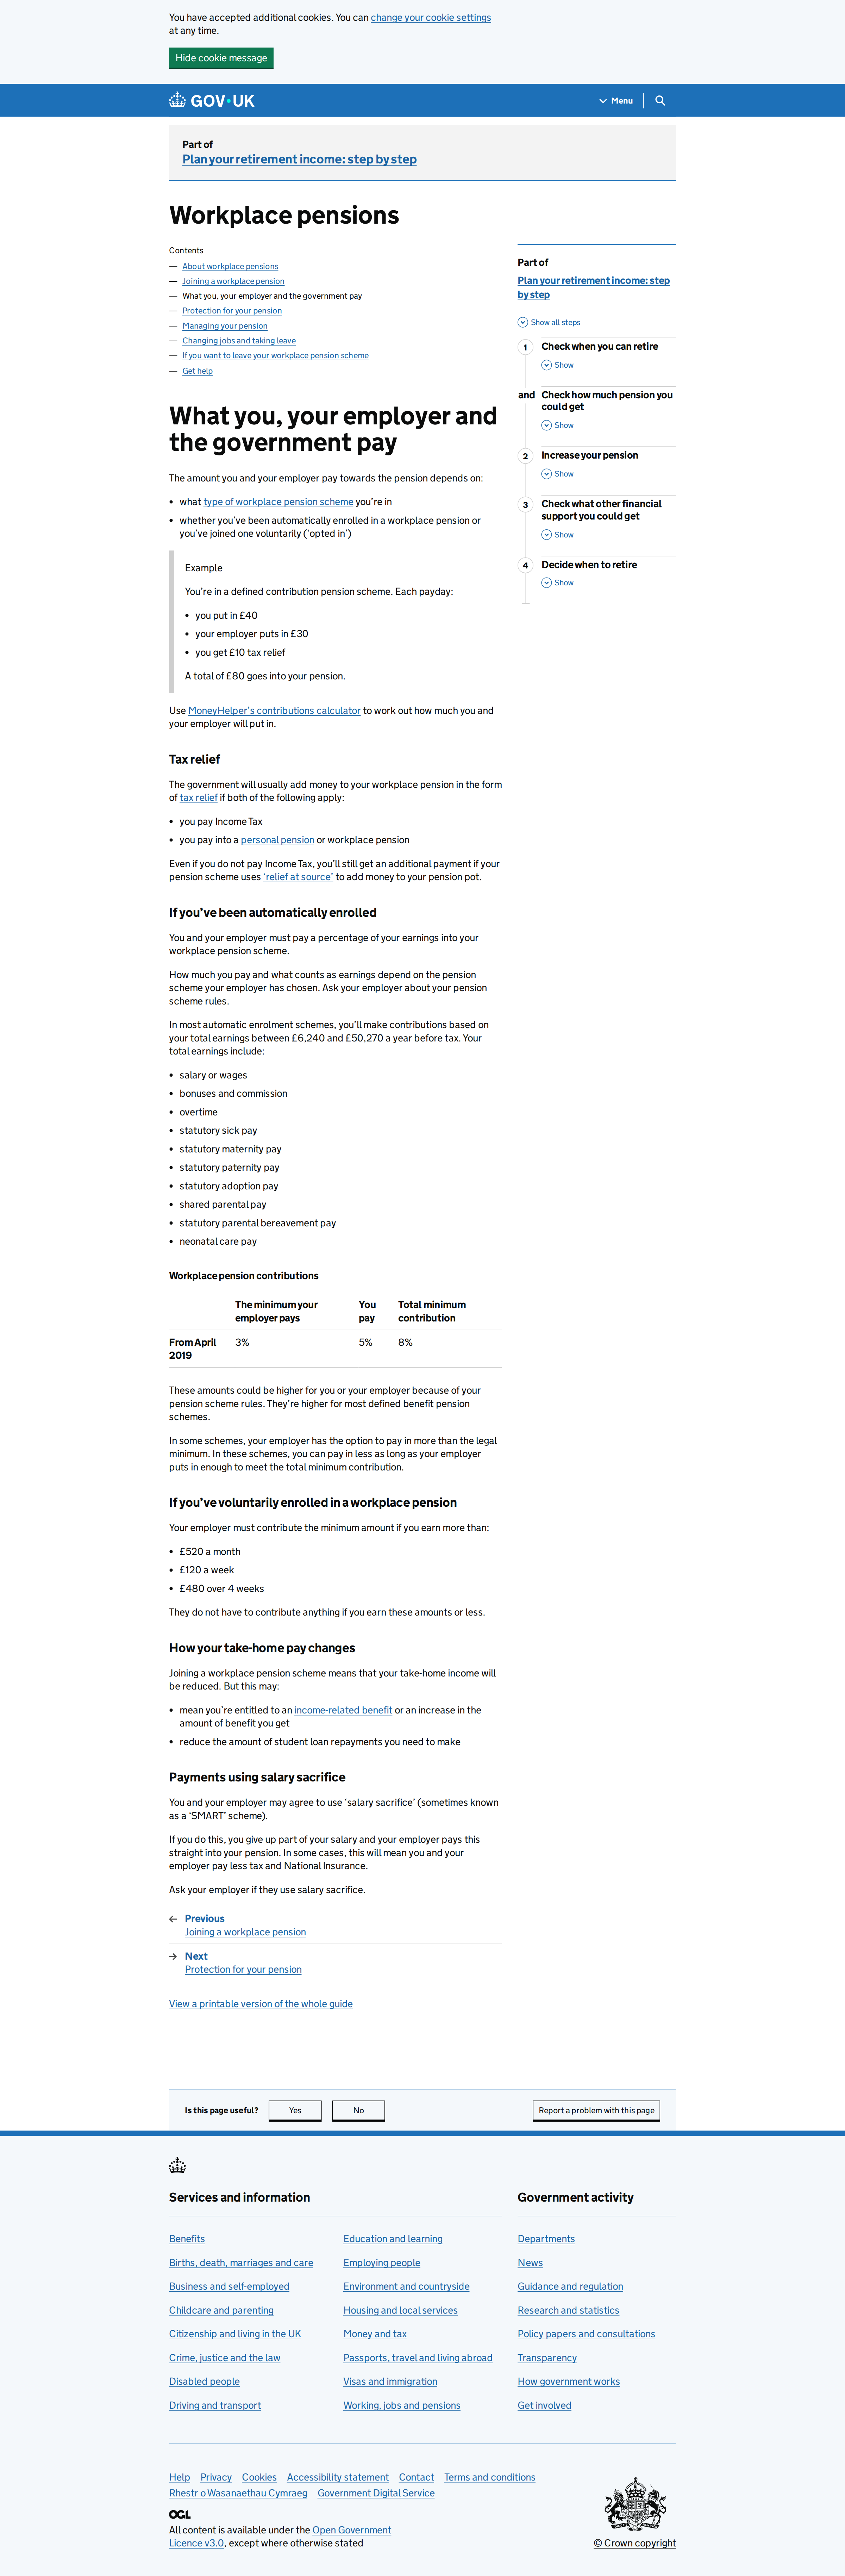 You have accepted additional cookies. You can change your cookie settings
at any time.
Hide cookie message
GOV·UK
Menu
Part of
Plan your retirement income: step by step
Workplace pensions
Contents
— About workplace pensions
— Joining a workplace pension
— What you, your employer and the government pay
— Protection for your pension
— Managing your pension
— Changing jobs and taking leave
— If you want to leave your workplace pension scheme
— Get help
What you, your employer and
the government pay
The amount you and your employer pay towards the pension depends on:
• what type of workplace pension scheme you're in
• whether you've been automatically enrolled in a workplace pension or
you've joined one voluntarily ('opted in')
Example
You're in a defined contribution pension scheme. Each payday:
• you put in £40
• your employer puts in £30
• you get £10 tax relief
A total of £80 goes into your pension.
Use MoneyHelper's contributions calculator to work out how much you and
your employer will put in.
Tax relief
The government will usually add money to your workplace pension in the form
of tax relief if both of the following apply:
• you pay Income Tax
• you pay into a personal pension or workplace pension
Even if you do not pay Income Tax, you'll still get an additional payment if your
pension scheme uses 'relief at source' to add money to your pension pot.
If you've been automatically enrolled
You and your employer must pay a percentage of your earnings into your
workplace pension scheme.
How much you pay and what counts as earnings depend on the pension
scheme your employer has chosen. Ask your employer about your pension
scheme rules.
In most automatic enrolment schemes, you'll make contributions based on
your total earnings between £6,240 and £50,270 a year before tax. Your
total earnings include:
• salary or wages
• bonuses and commission
• overtime
• statutory sick pay
• statutory maternity pay
• statutory paternity pay
• statutory adoption pay
• shared parental pay
• statutory parental bereavement pay
• neonatal care pay
Workplace pension contributions
The minimum your
employer pays
You
pay
Total minimum
contribution
From April
2019
3%
5%
8%
These amounts could be higher for you or your employer because of your
pension scheme rules. They're higher for most defined benefit pension
schemes.
In some schemes, your employer has the option to pay in more than the legal
minimum. In these schemes, you can pay in less as long as your employer
puts in enough to meet the total minimum contribution.
If you've voluntarily enrolled in a workplace pension
Your employer must contribute the minimum amount if you earn more than:
• £520 a month
• £120 a week
• £480 over 4 weeks
They do not have to contribute anything if you earn these amounts or less.
How your take-home pay changes
Joining a workplace pension scheme means that your take-home income will
be reduced. But this may:
• mean you're entitled to an income-related benefit or an increase in the
amount of benefit you get
• reduce the amount of student loan repayments you need to make
Payments using salary sacrifice
You and your employer may agree to use 'salary sacrifice' (sometimes known
as a 'SMART' scheme).
If you do this, you give up part of your salary and your employer pays this
straight into your pension. In some cases, this will mean you and your
employer pay less tax and National Insurance.
Ask your employer if they use salary sacrifice.
Previous
Joining a workplace pension
Next
Protection for your pension
View a printable version of the whole guide
Part of
Plan your retirement income: step
by step
Show all steps
1 Check when you can retire
Show
and Check how much pension you
could get
Show
2 Increase your pension
Show
3 Check what other financial
support you could get
Show
4 Decide when to retire
Show
Is this page useful?
Yes
No
Report a problem with this page
Services and information
Benefits
Births, death, marriages and care
Business and self-employed
Childcare and parenting
Citizenship and living in the UK
Crime, justice and the law
Disabled people
Driving and transport
Education and learning
Employing people
Environment and countryside
Housing and local services
Money and tax
Passports, travel and living abroad
Visas and immigration
Working, jobs and pensions
Government activity
Departments
News
Guidance and regulation
Research and statistics
Policy papers and consultations
Transparency
How government works
Get involved
Help Privacy Cookies Accessibility statement Contact Terms and conditions
Rhestr o Wasanaethau Cymraeg Government Digital Service
OGL
All content is available under the Open Government
Licence v3.0, except where otherwise stated
© Crown copyright